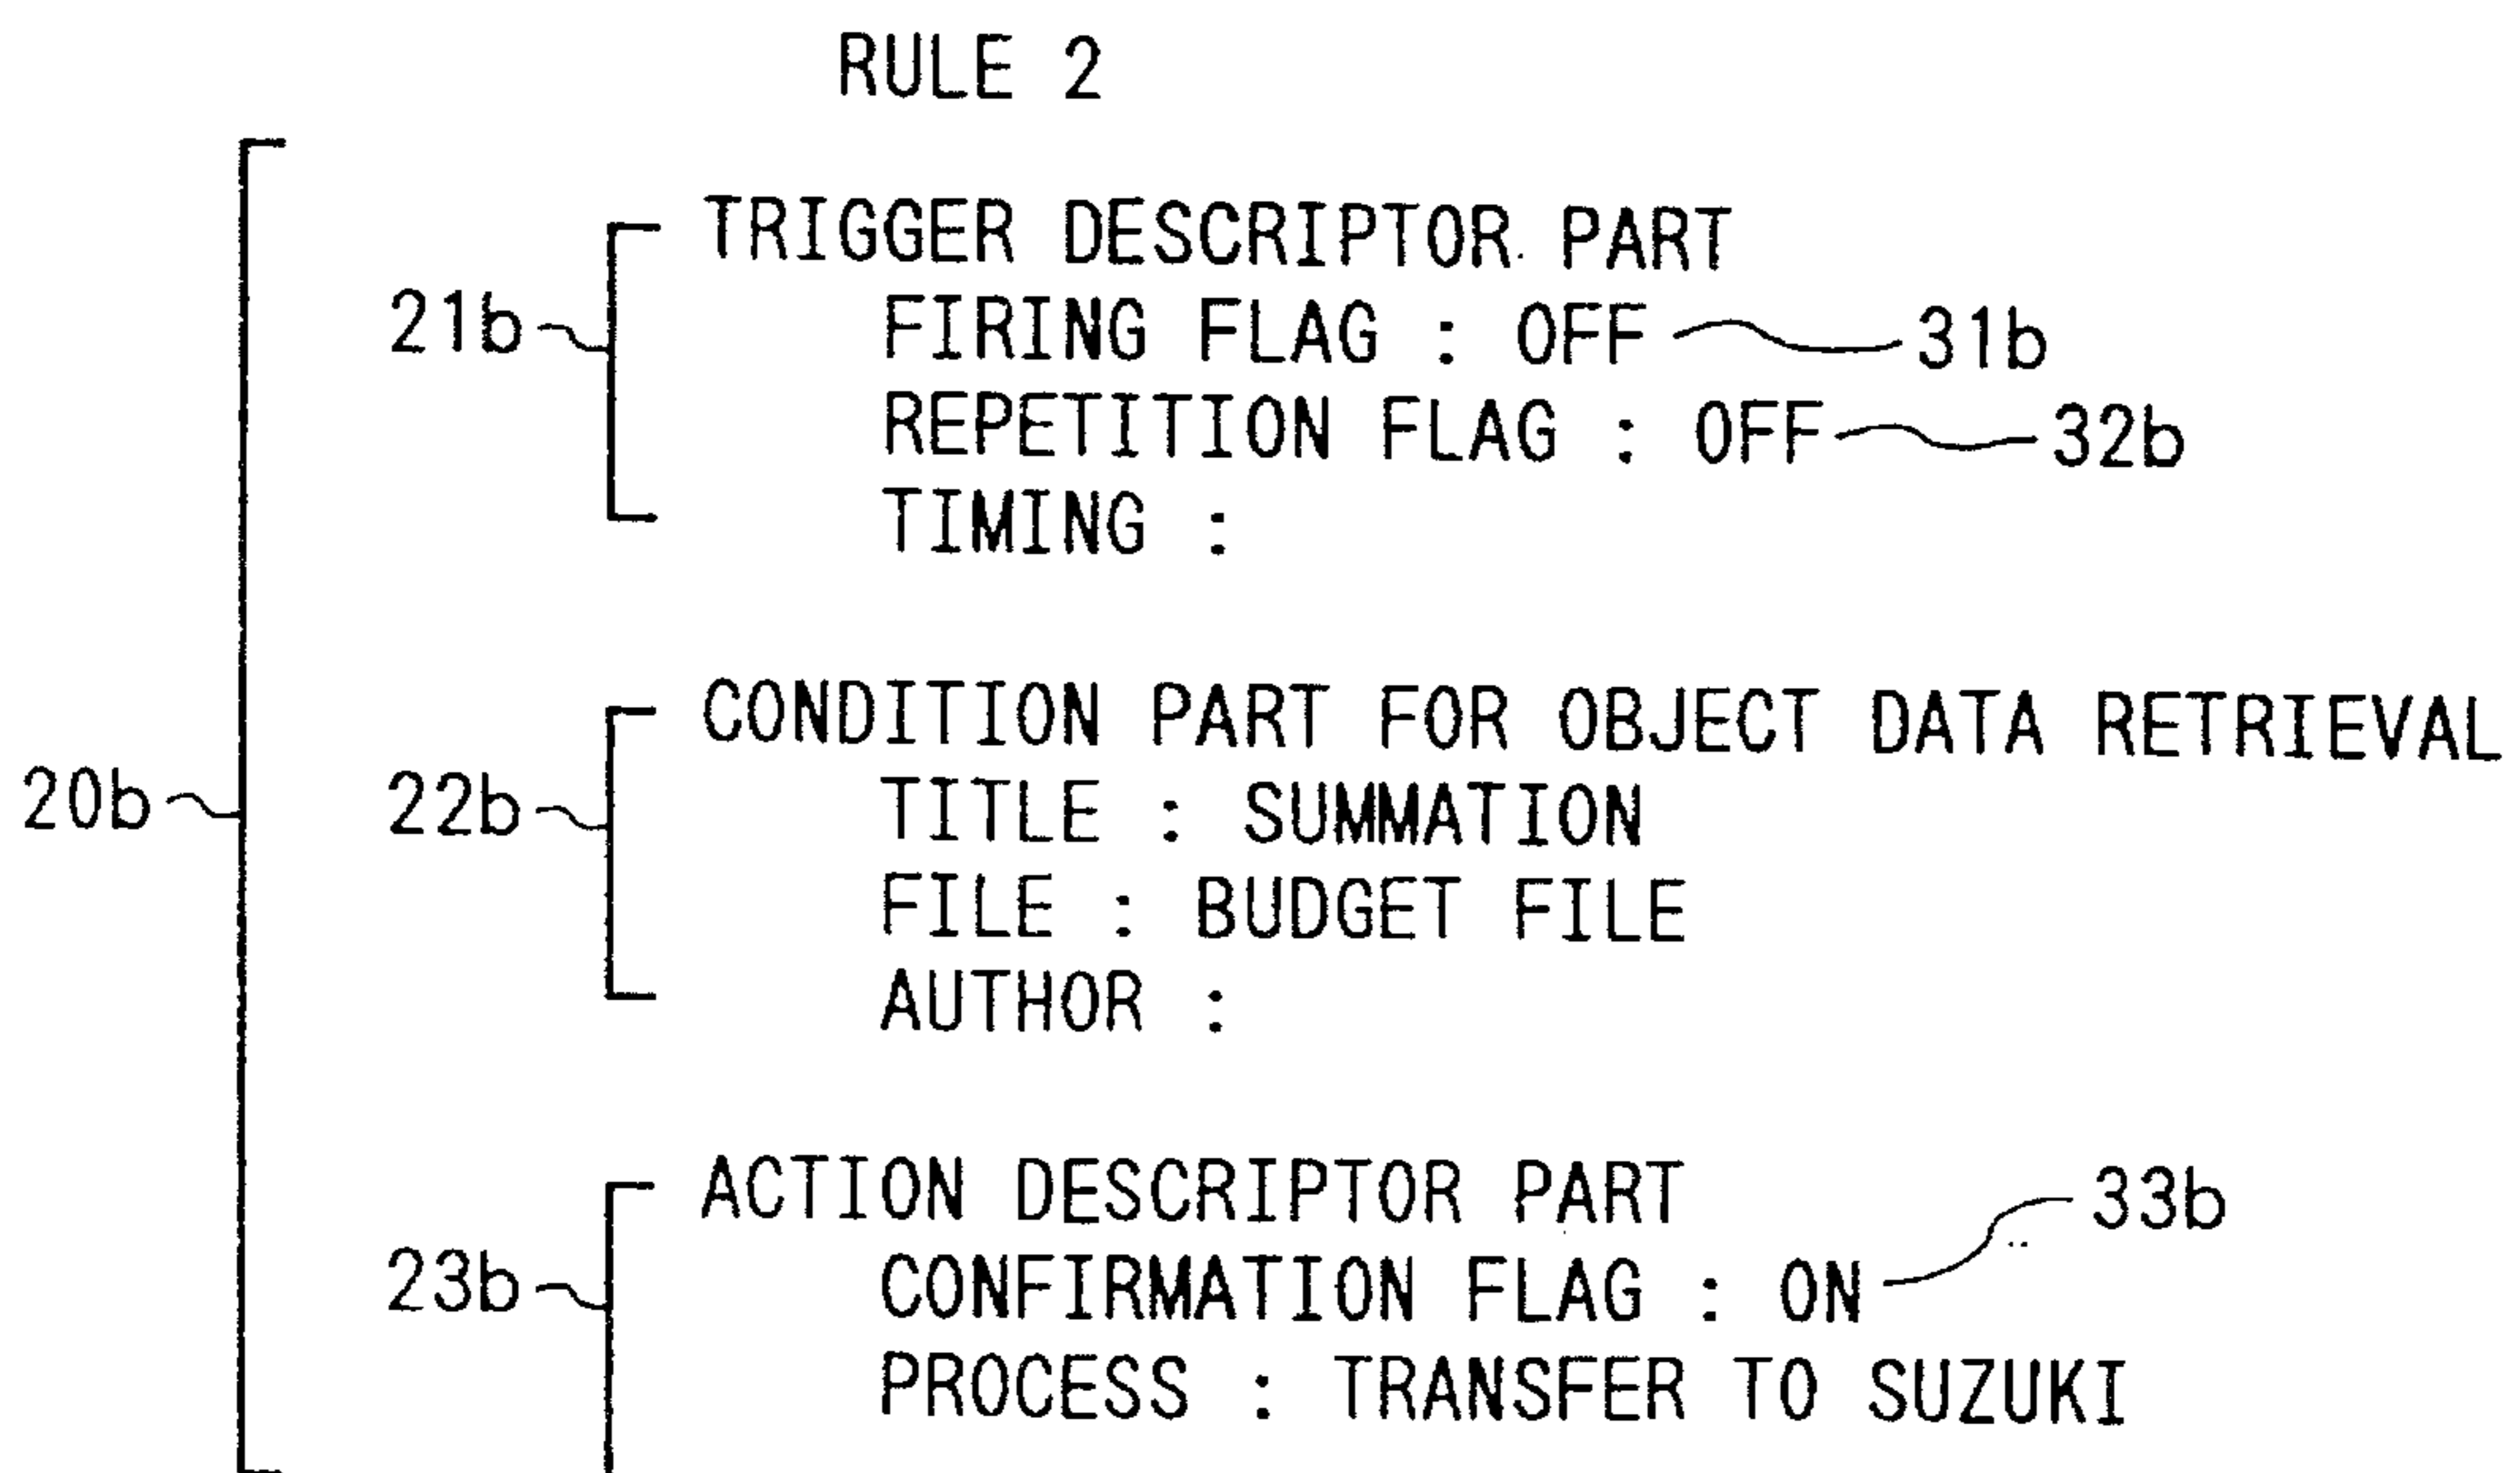 RULE 2
TRIGGER DESCRIPTOR PART
21b
FIRING FLAG : OFF 31b
REPETITION FLAG : OFF 32b
TIMING :
CONDITION PART FOR OBJECT DATA RETRIEVAL
20b 22b TITLE : SUMMATION
FILE : BUDGET FILE
AUTHOR :
ACTION DESCRIPTOR PART 33b
23b CONFIRMATION FLAG : ON
PROCESS : TRANSFER TO SUZUKI